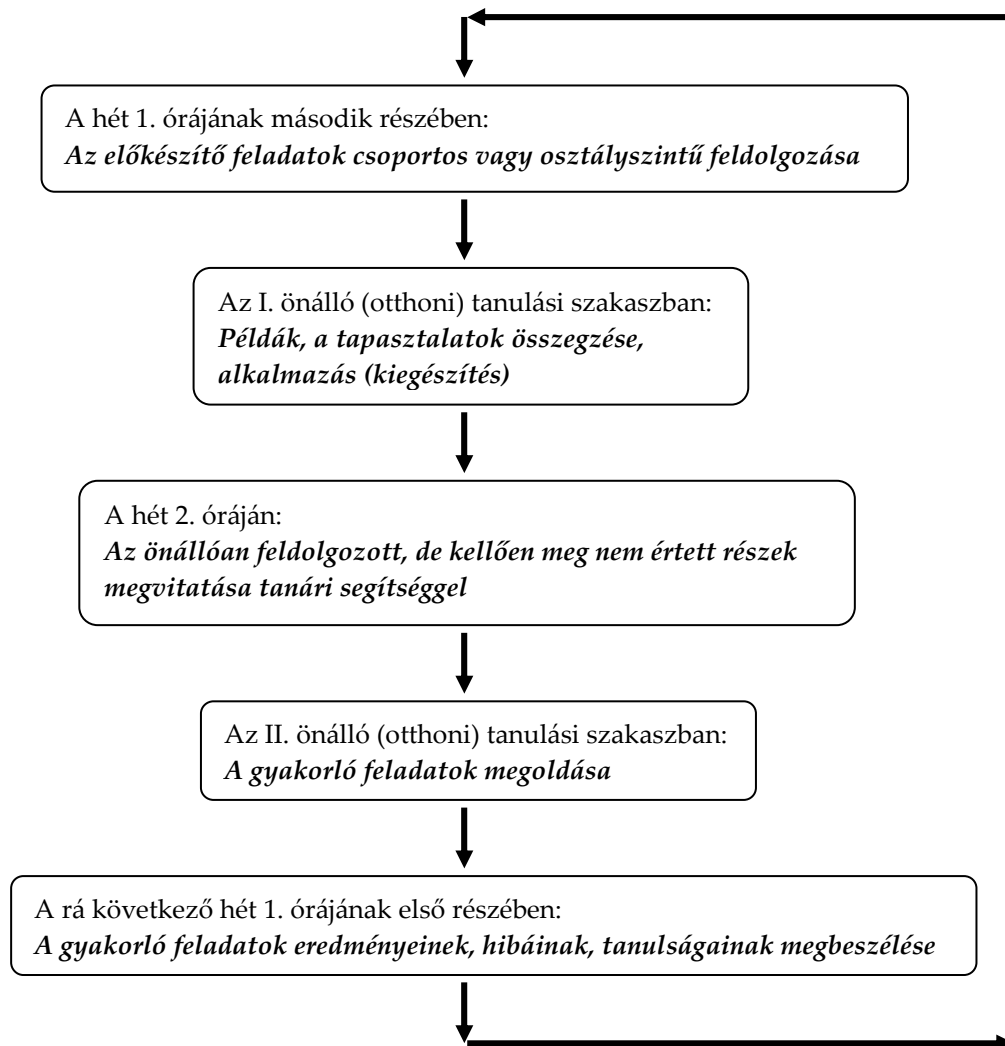 A hét 1. órájának második részében:
Az előkészítő feladatok csoportos vagy osztályszintű feldolgozása
Az I. önálló (otthoni) tanulási szakaszban:
Példák, a tapasztalatok összegzése,
alkalmazás (kiegészítés)
A hét 2. óráján:
Az önállóan feldolgozott, de kellően meg nem értett részek
megvitatása tanári segítséggel
Az II. önálló (otthoni) tanulási szakaszban:
A gyakorló feladatok megoldása
A rá következő hét 1. órájának első részében:
A gyakorló feladatok eredményeinek, hibáinak, tanulságainak megbeszélése